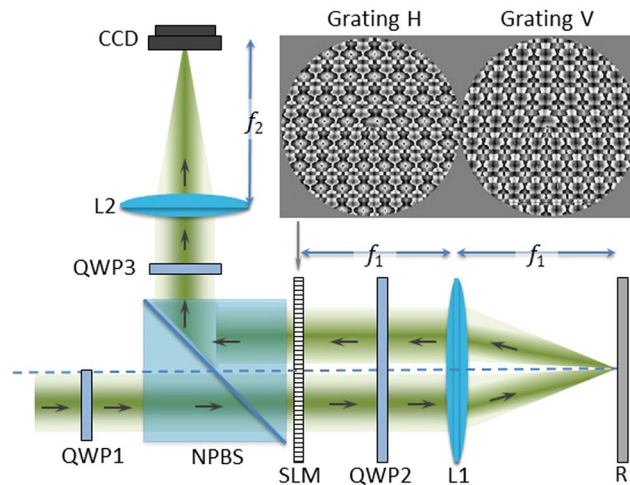 Grating H
Grating V
CCD
f2
L2
QWP3
f1
f1
QWP1
NPBS
SLM
QWP2
L1
R